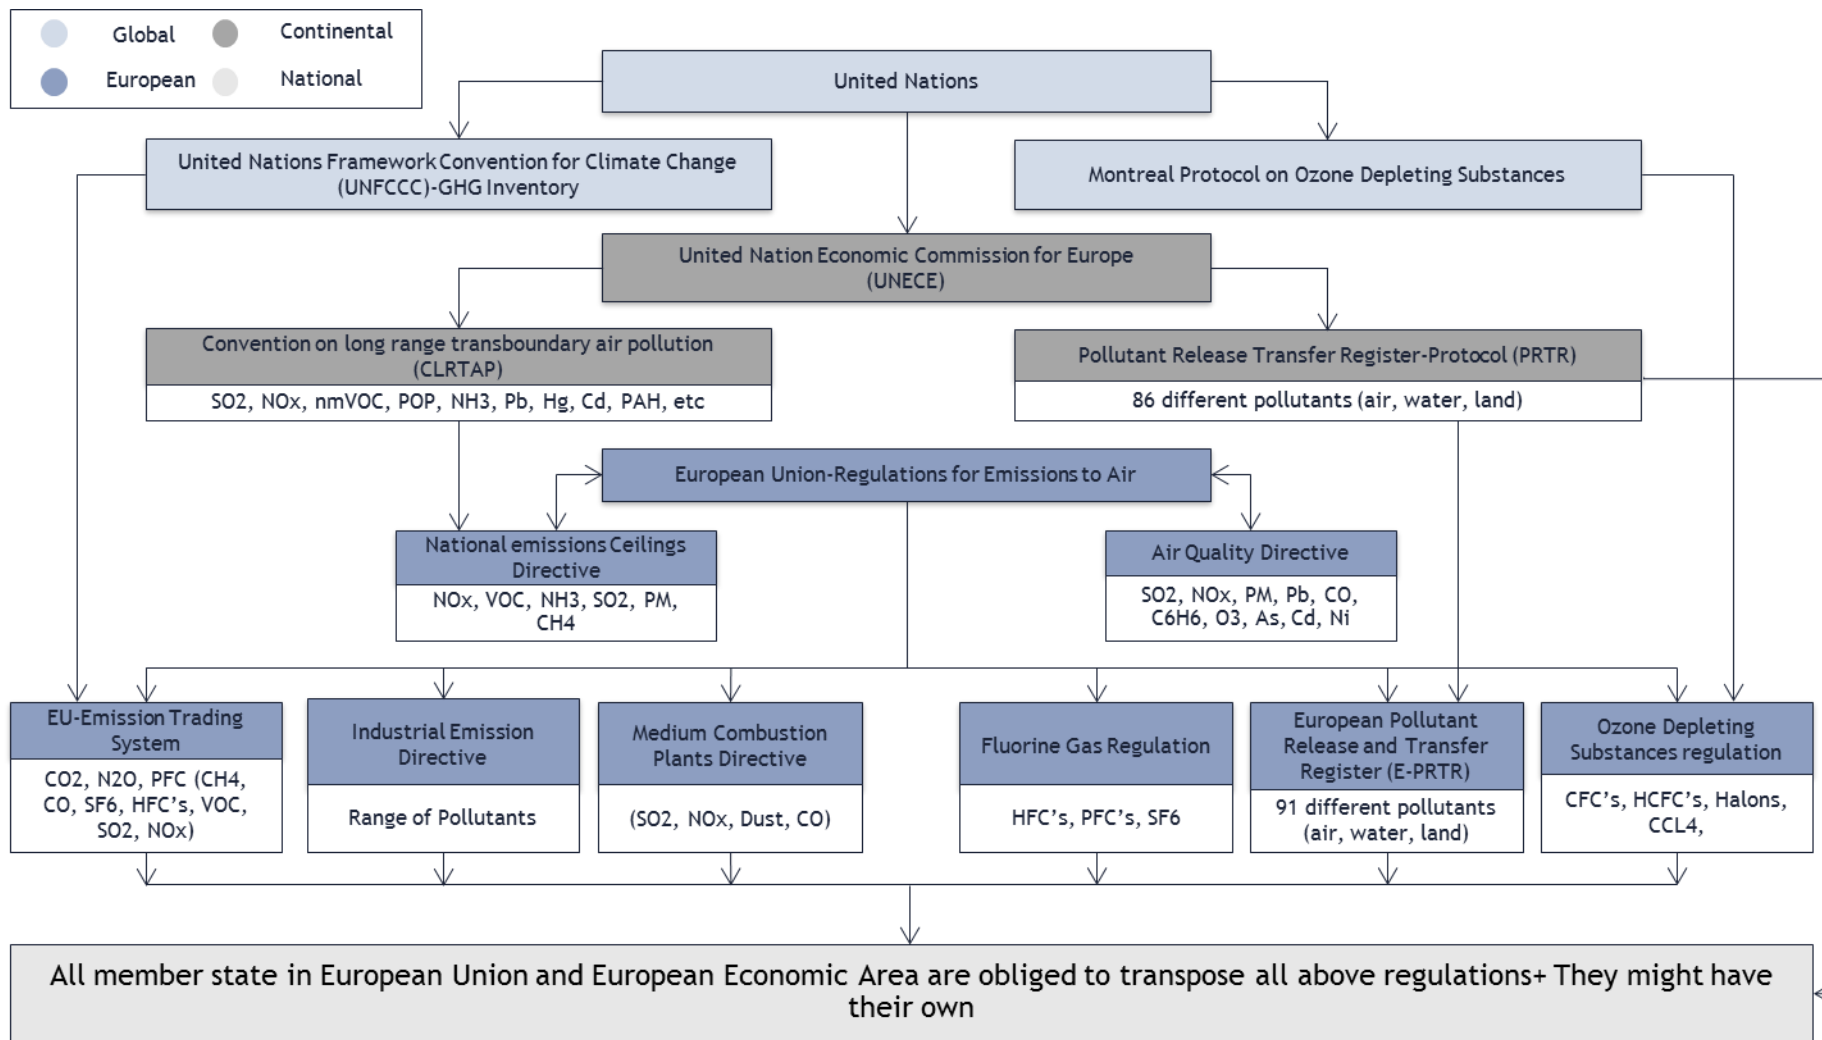 Global
Continental
European
National
United Nations
United Nations Framework Convention for Climate Change
(UNFCCC)-GHG Inventory
Montreal Protocol on Ozone Depleting Substances
United Nation Economic Commission for Europe
(UNECE)
Convention on long range transboundary air pollution
(CLRTAP)
SO2, NOx, nmVOC, POP, NH3, Pb, Hg, Cd, PAH, etc
Pollutant Release Transfer Register-Protocol (PRTR)
86 different pollutants (air, water, land)
European Union-Regulations for Emissions to Air
National emissions Ceilings
Directive
NOx, VOC, NH3, SO2, PM,
CH4
Air Quality Directive
SO2, NOx, PM, Pb, CO,
C6H6, O3, As, Cd, Ni
EU-Emission Trading
System
CO2, N2O, PFC (CH4,
CO, SF6, HFC’s, VOC,
SO2, NOx)
Industrial Emission
Directive
Range of Pollutants
Medium Combustion
Plants Directive
(SO2, NOx, Dust, CO)
Fluorine Gas Regulation
HFC’s, PFC’s, SF6
European Pollutant
Release and Transfer
Register (E-PRTR)
91 different pollutants
(air, water, land)
Ozone Depleting
Substances regulation
CFC’s, HCFC’s, Halons,
CCL4,
All member state in European Union and European Economic Area are obliged to transpose all above regulations+ They might have
their own